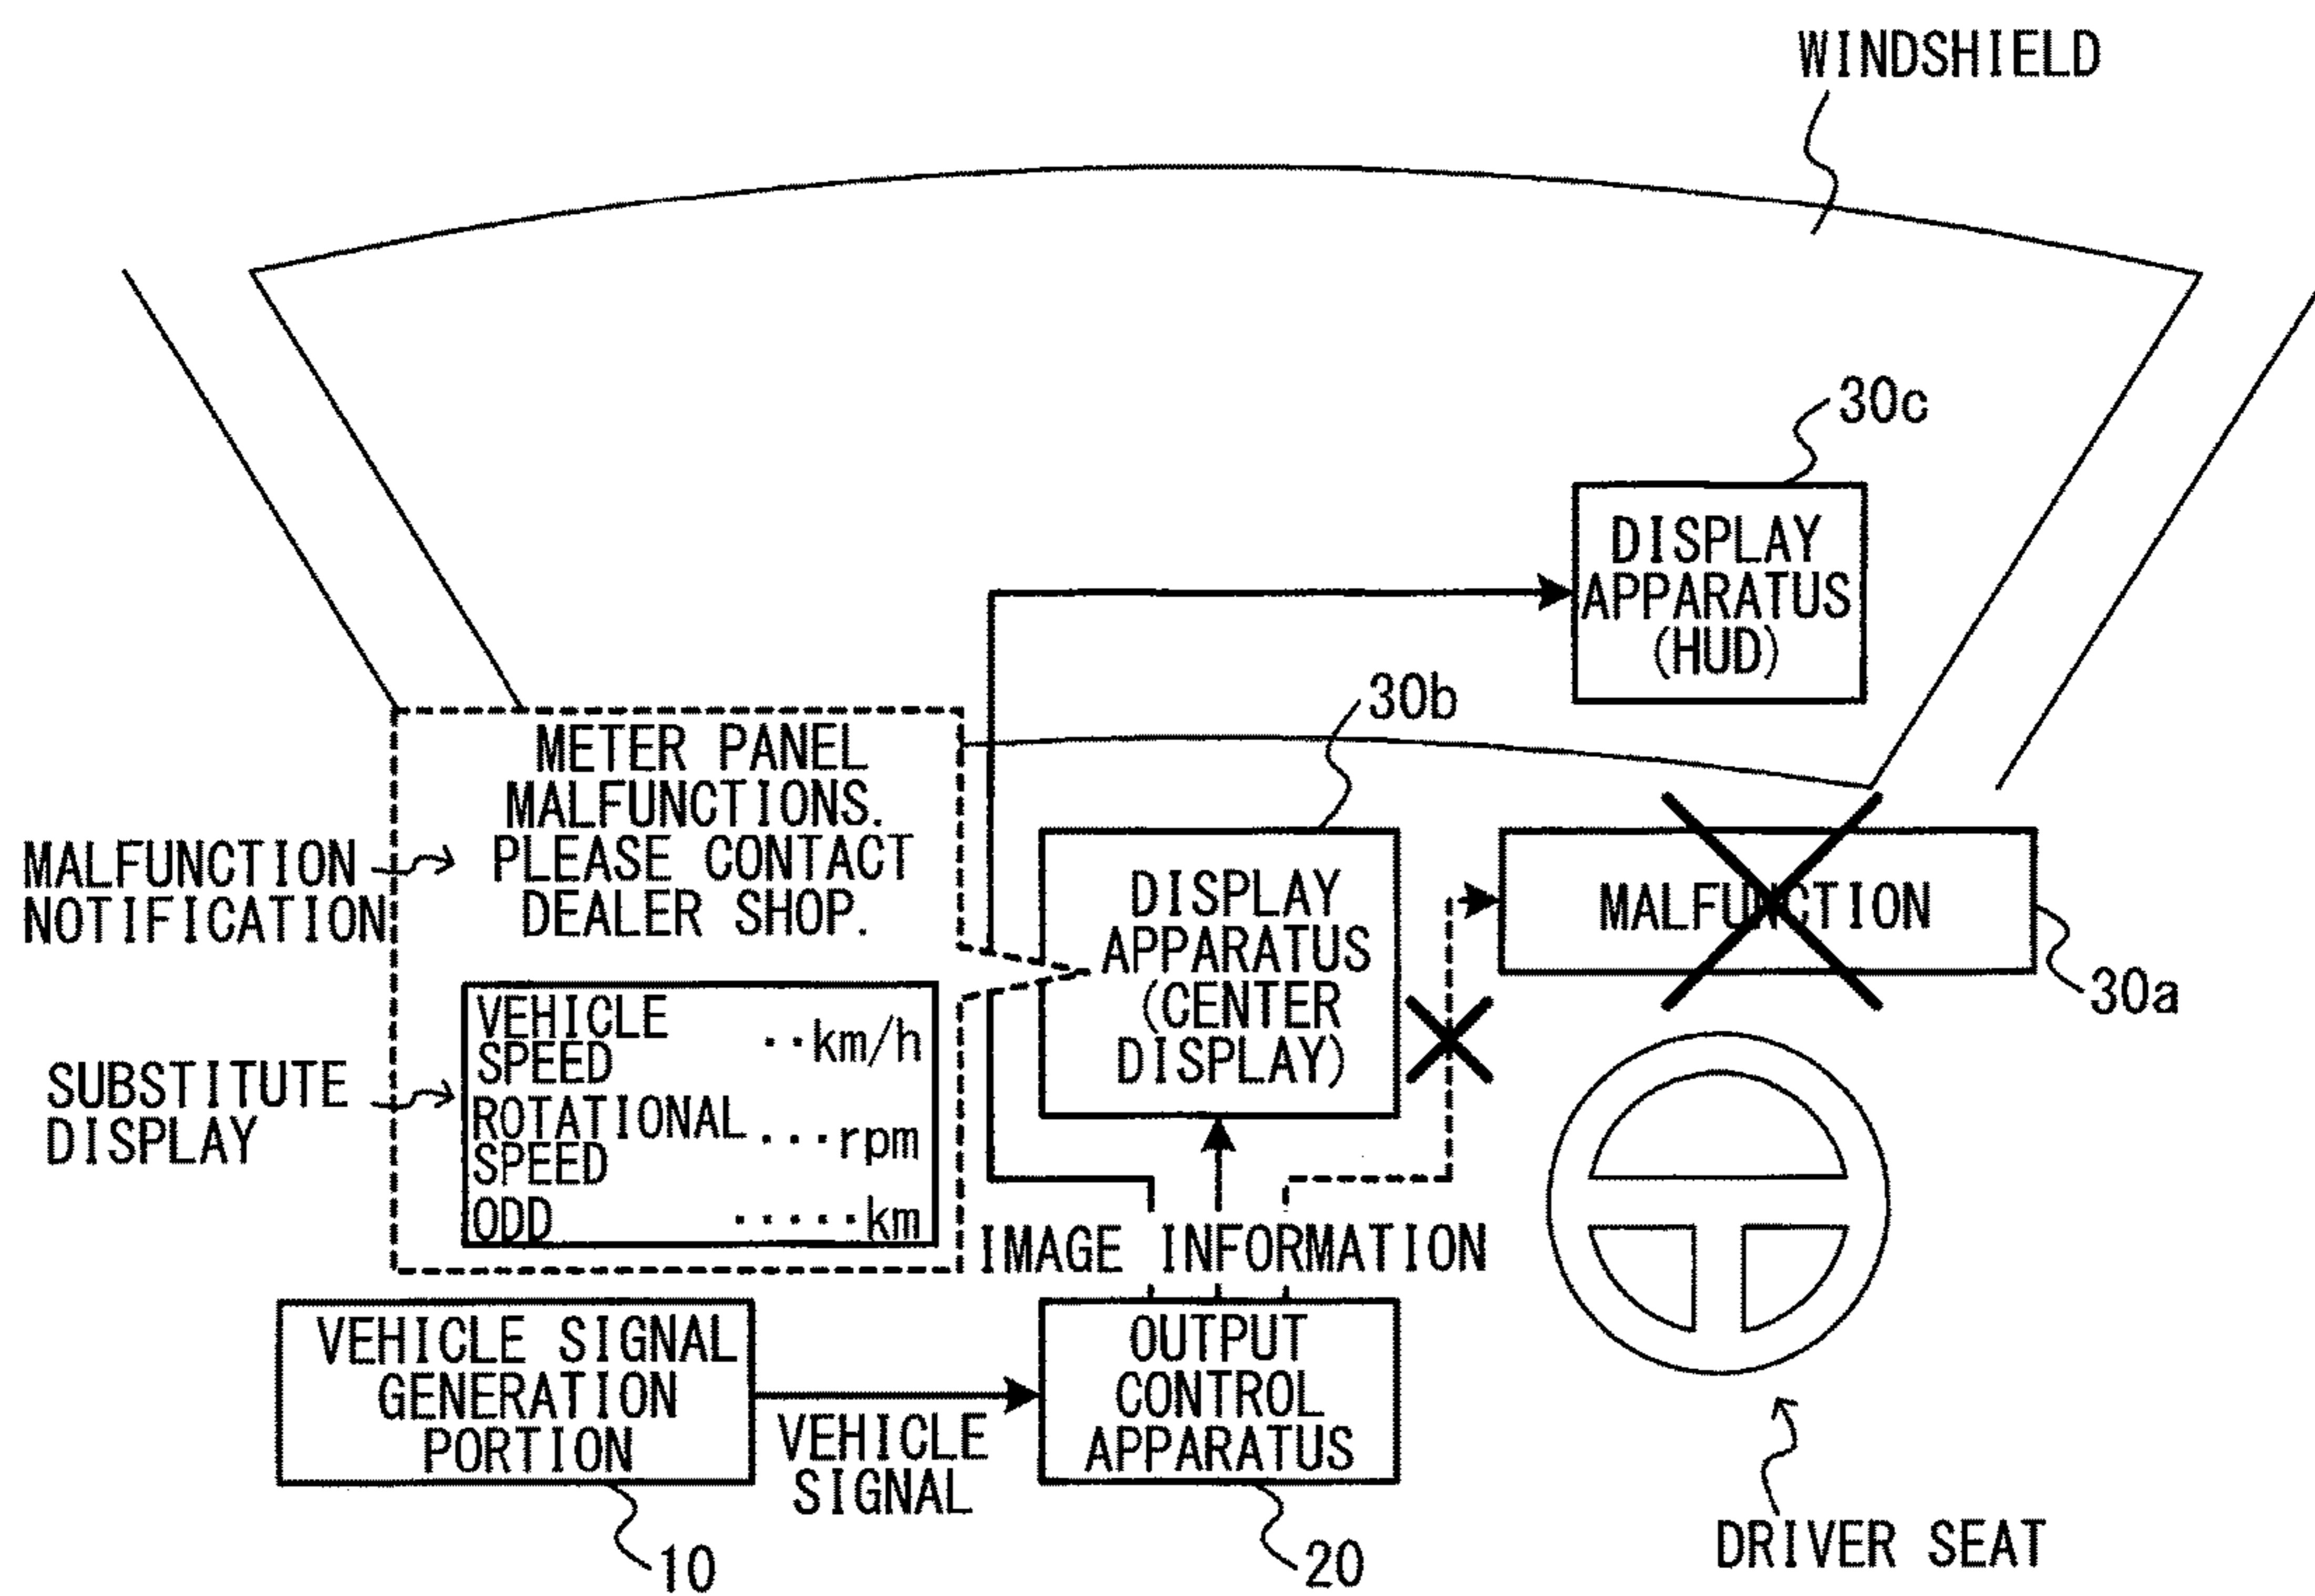 WINDSHIELD
30c
DISPLAY
APPARATUS
(HUD)
30b
METER PANEL
MALFUNCTIONS.
PLEASE CONTACT
DEALER SHOP.
MALFUNCTION
NOTIFICATION
DISPLAY
APPARATUS
(CENTER
DISPLAY)
MALFUNCTION
30a
VEHICLE
SPEED
··km/h
ROTATIONAL
SPEED
···rpm
ODD
·····km
SUBSTITUTE
DISPLAY
IMAGE INFORMATION
VEHICLE SIGNAL
GENERATION
PORTION
VEHICLE
SIGNAL
OUTPUT
CONTROL
APPARATUS
10
20
DRIVER SEAT